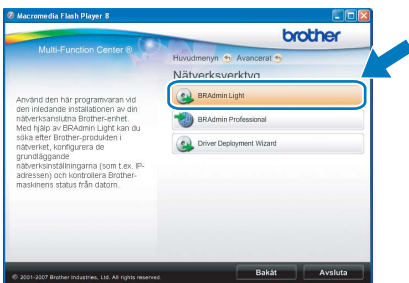 Macromedia Flash Player 8
brother
Multi-Function Center ®
Huvudmenyn Avancerat
Nätverksverktyg
Använd den här programvaran vid
den inledande installationen av din
nätverksanslutna Brother-enhet.
Med hjälp av BRAdmin Light kan du
söka efter Brother-produkten i
nätverket, konfigurera de
grundläggande
nätverksinställningarna (som t.ex. IP-
adressen) och kontrollera Brother-
maskinens status från datorn.
BRAdmin Light
BRAdmin Professional
Driver Deployment Wizard
© 2001-2007 Brother Industries, Ltd. All rights reserved.
Bakåt
Avsluta